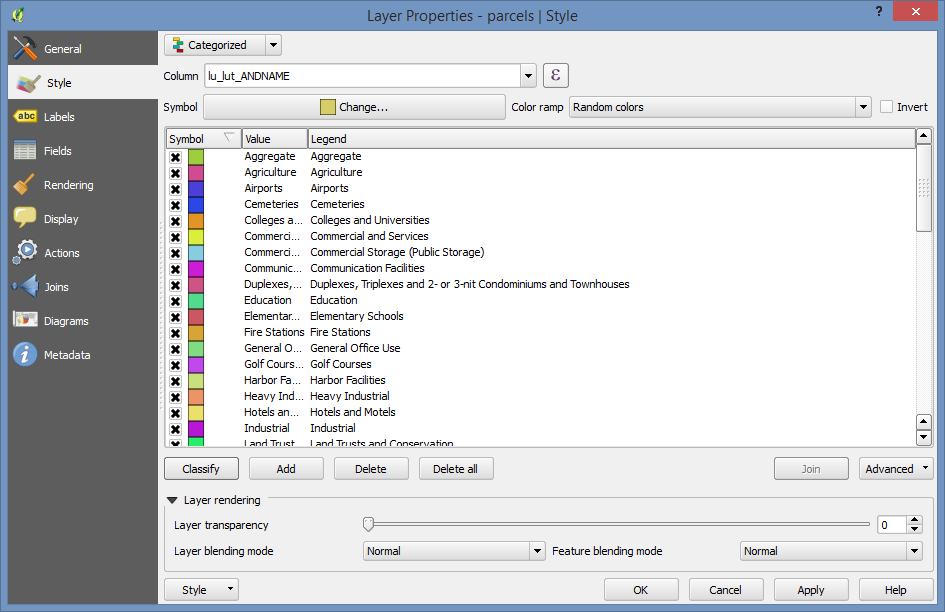 Layer Properties - parcels | Style
?
General
Style
Labels
abc
Fields
Rendering
Display
Actions
Joins
Diagrams
Metadata
Categorized
Column lu_lut_ANDNAME ε
Symbol Change... Color ramp Random colors Invert
Symbol Value Legend
Aggregate Aggregate
Agriculture Agriculture
Airports Airports
Cemeteries Cemeteries
Colleges a... Colleges and Universities
Commerci... Commercial and Services
Commerci... Commercial Storage (Public Storage)
Communic... Communication Facilities
Duplexes,... Duplexes, Triplexes and 2- or 3-nit Condominiums and Townhouses
Education Education
Elementar... Elementary Schools
Fire Stations Fire Stations
General O... General Office Use
Golf Cours... Golf Courses
Harbor Fa... Harbor Facilities
Heavy Ind... Heavy Industrial
Hotels an... Hotels and Motels
Industrial Industrial
Land Trust... Land Trusts and Conservation
Classify Add Delete Delete all Join Advanced
Layer rendering
Layer transparency 0
Layer blending mode Normal Feature blending mode Normal
Style OK Cancel Apply Help